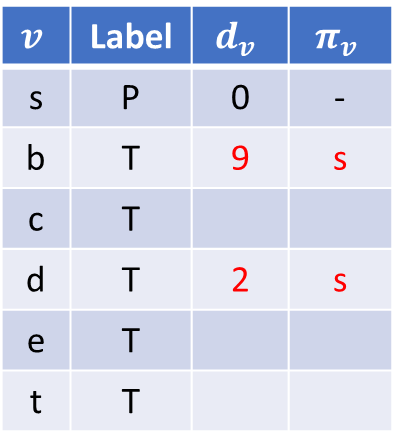 v Label d_v π_v
s P 0 -
b T 9 s
c T
d T 2 s
e T
t T